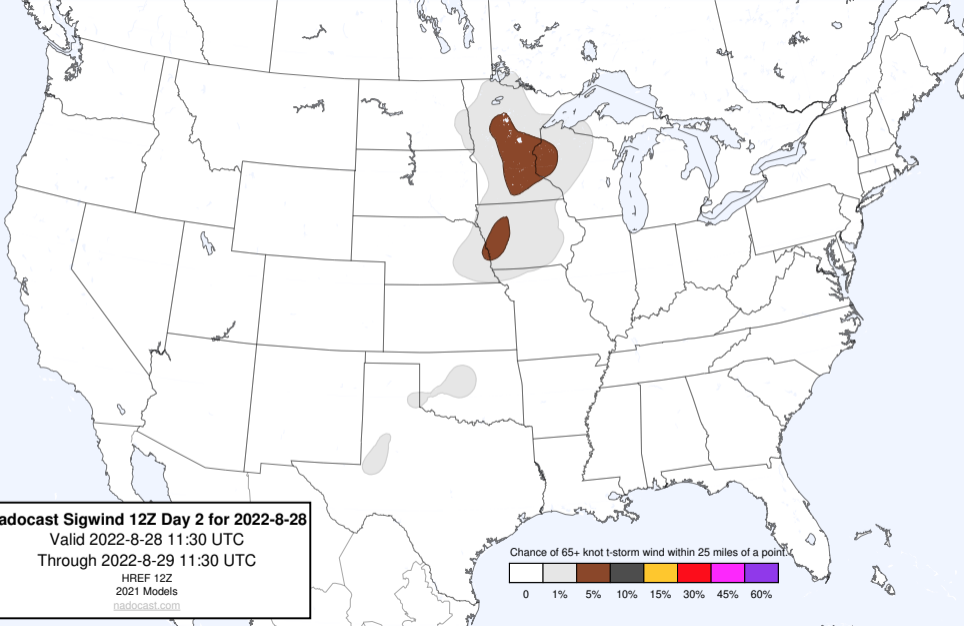 adocast Sigwind 12Z Day 2 for 2022-8-28
Valid 2022-8-28 11:30 UTC
Through 2022-8-29 11:30 UTC
HREF 12Z
2021 Models
nadocast.com
Chance of 65+ knot t-storm wind within 25 miles of a point.
0 1% 5% 10% 15% 30% 45% 60%